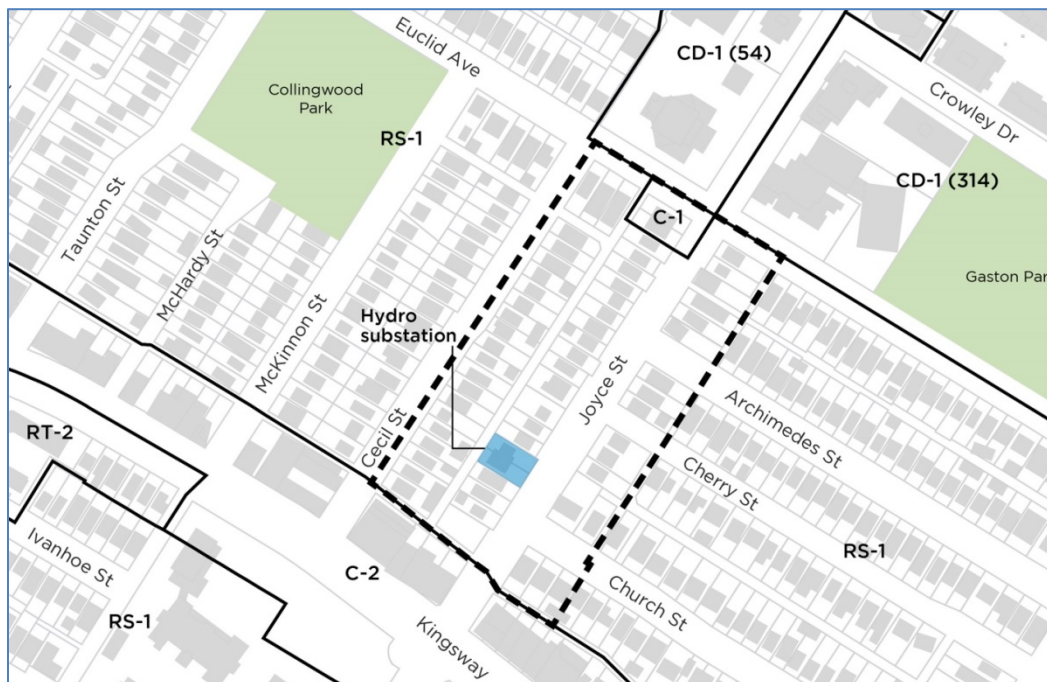 Euclid Ave
CD-1 (54)
Crowley Dr
Collingwood
Park
RS-1
CD-1 (314)
C-1
Taunton St
McHardy St
Gaston Par
McKinnon St
Hydro
substation
Joyce St
Archimedes St
RT-2
Cecil St
Cherry St
Ivanhoe St
RS-1
C-2
Church St
RS-1
Kingsway